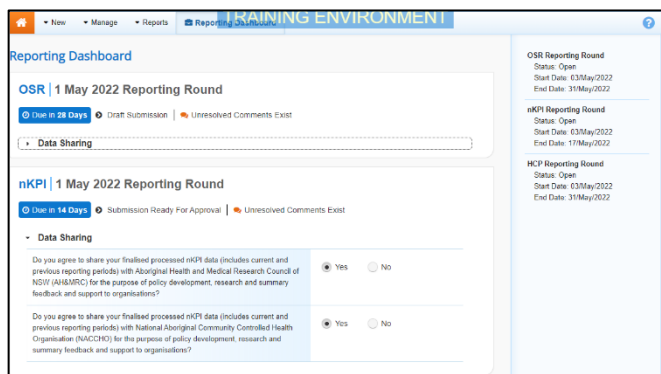 New
Manage
Reports
Reporting Dashboard
TRAINING ENVIRONMENT
?
Reporting Dashboard
OSR | 1 May 2022 Reporting Round
Due in 28 Days Draft Submission | Unresolved Comments Exist
Data Sharing
nKPI | 1 May 2022 Reporting Round
Due in 14 Days Submission Ready For Approval | Unresolved Comments Exist
Data Sharing
Do you agree to share your finalised processed nKPI data (includes current and
previous reporting periods) with Aboriginal Health and Medical Research Council of
NSW (AH&MRC) for the purpose of policy development, research and summary
feedback and support to organisations?
Yes No
Do you agree to share your finalised processed nKPI data (includes current and
previous reporting periods) with National Aboriginal Community Controlled Health
Organisation (NACCHO) for the purpose of policy development, research and
summary feedback and support to organisations?
Yes No
OSR Reporting Round
Status: Open
Start Date: 03/May/2022
End Date: 31/May/2022
nKPI Reporting Round
Status: Open
Start Date: 03/May/2022
End Date: 17/May/2022
HCP Reporting Round
Status: Open
Start Date: 03/May/2022
End Date: 31/May/2022